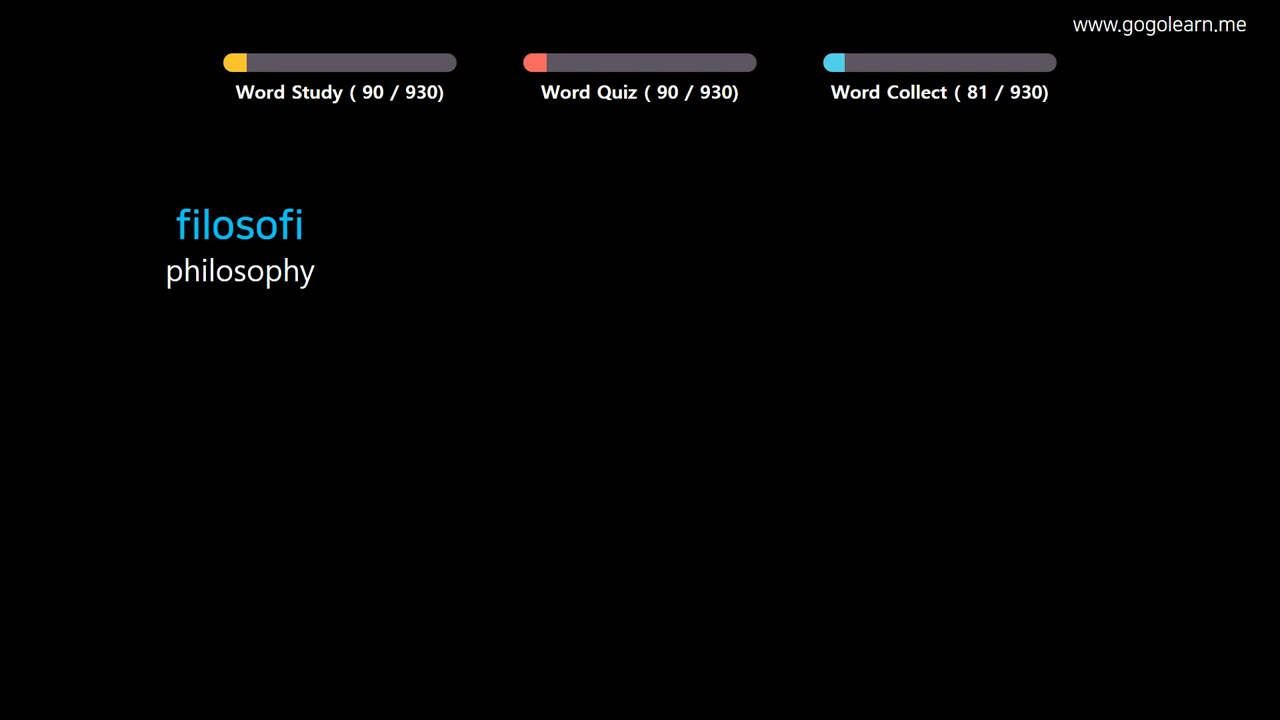 www.gogolearn.me
Word Study ( 90 / 930)
Word Quiz ( 90 / 930)
Word Collect ( 81 / 930)
filosofi
philosophy